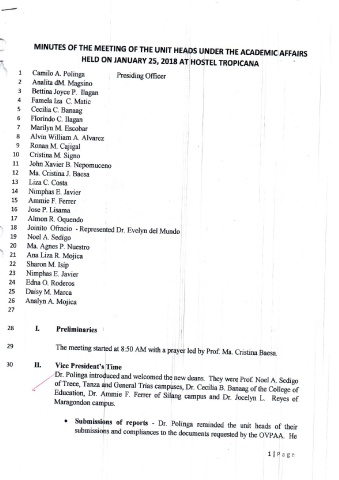 MINUTES OF THE MEETING OF THE UNIT HEADS UNDER THE ACADEMIC AFFAIRS
HELD ON JANUARY 25, 2018 AT HOSTEL TROPICANA
1 Camilo A. Polinga Presiding Officer
2 Analita dM. Magsino
3 Bettina Joyce P. Ilagan
4 Famela Iza C. Matic
5 Cecilia C. Banaag
6 Florindo C. Ilagan
7 Marilyn M. Escobar
8 Alvin William A. Alvarez
9 Ronan M. Cajigal
10 Cristina M. Signo
11 John Xavier B. Nepomuceno
12 Ma. Cristina J. Baesa
13 Liza C. Costa
14 Nimphas E. Javier
15 Ammie F. Ferrer
16 Jose P. Lisama
17 Almon R. Oquendo
18 Joinito Ofracio - Represented Dr. Evelyn del Mundo
19 Noel A. Sedigo
20 Ma. Agnes P. Nuestro
21 Ana Liza R. Mojica
22 Sharon M. Isip
23 Nimphas E. Javier
24 Edna O. Roderos
25 Daisy M. Marca
26 Analyn A. Mojica
27
28 I. Preliminaries
29 The meeting started at 8:50 AM with a prayer led by Prof. Ma. Cristina Baesa.
30 II. Vice President's Time
Dr. Polinga introduced and welcomed the new deans. They were Prof. Noel A. Sedigo
of Trece, Tanza and General Trias campuses, Dr. Cecilia B. Banaag of the College of
Education, Dr. Ammie F. Ferrer of Silang campus and Dr. Jocelyn L. Reyes of
Maragondon campus.
• Submissions of reports - Dr. Polinga reminded the unit heads of their
submissions and compliances to the documents requested by the OVPAA. He
1 | Page